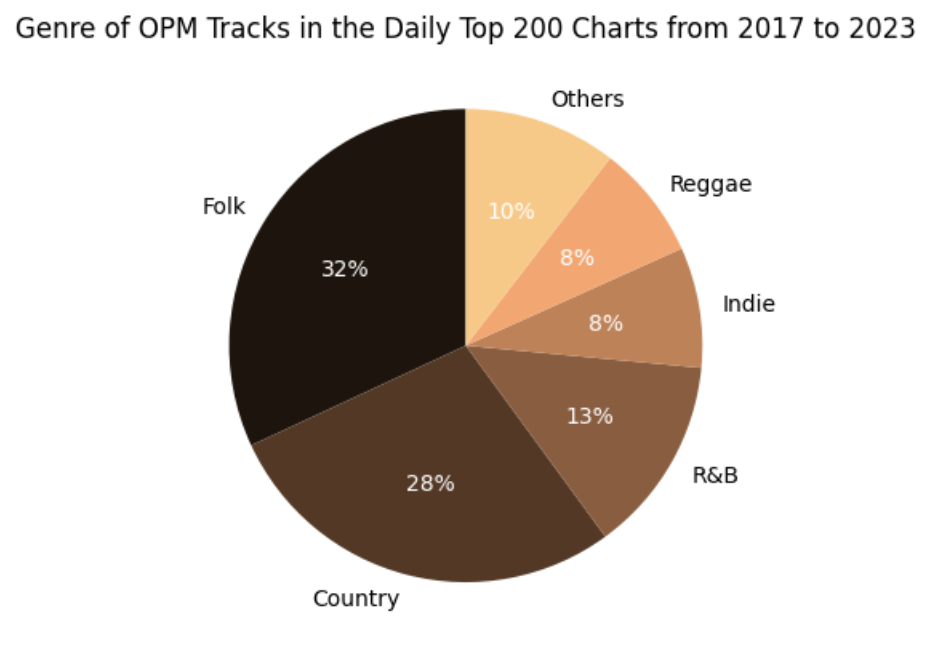 Genre of OPM Tracks in the Daily Top 200 Charts from 2017 to 2023
Others
Reggae
Folk
10%
8%
32%
Indie
8%
13%
R&B
28%
Country